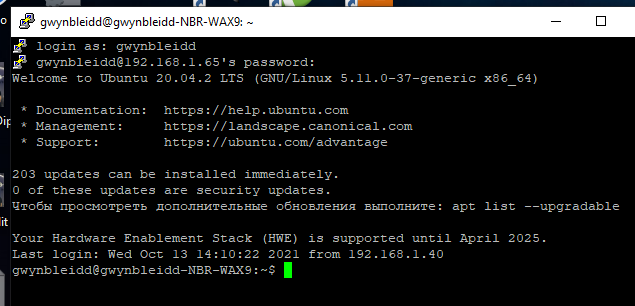 gwynbleidd@gwynbleidd-NBR-WAX9: ~
login as: gwynbleidd
gwynbleidd@192.168.1.65's password:
Welcome to Ubuntu 20.04.2 LTS (GNU/Linux 5.11.0-37-generic x86_64)
* Documentation: https://help.ubuntu.com
* Management: https://landscape.canonical.com
* Support: https://ubuntu.com/advantage
203 updates can be installed immediately.
0 of these updates are security updates.
Чтобы просмотреть дополнительные обновления выполните: apt list --upgradable
Your Hardware Enablement Stack (HWE) is supported until April 2025.
Last login: Wed Oct 13 14:10:22 2021 from 192.168.1.40
gwynbleidd@gwynbleidd-NBR-WAX9:~$